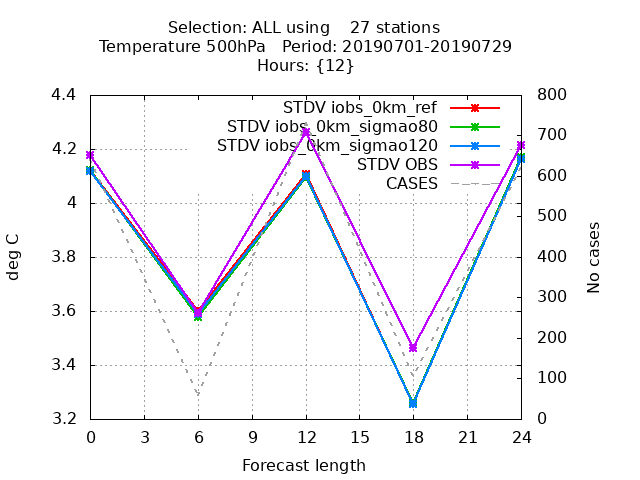 Selection: ALL using    27 stations
Temperature 500hPa   Period: 20190701-20190729
Hours: {12}
4.4
4.2
4
3.8
3.6
3.4
3.2
deg C
800
700
600
500
400
300
200
100
0
No cases
STDV iobs_0km_ref
STDV iobs_0km_sigmao80
STDV iobs_0km_sigmao120
STDV OBS
CASES
0 3 6 9 12 15 18 21 24
Forecast length